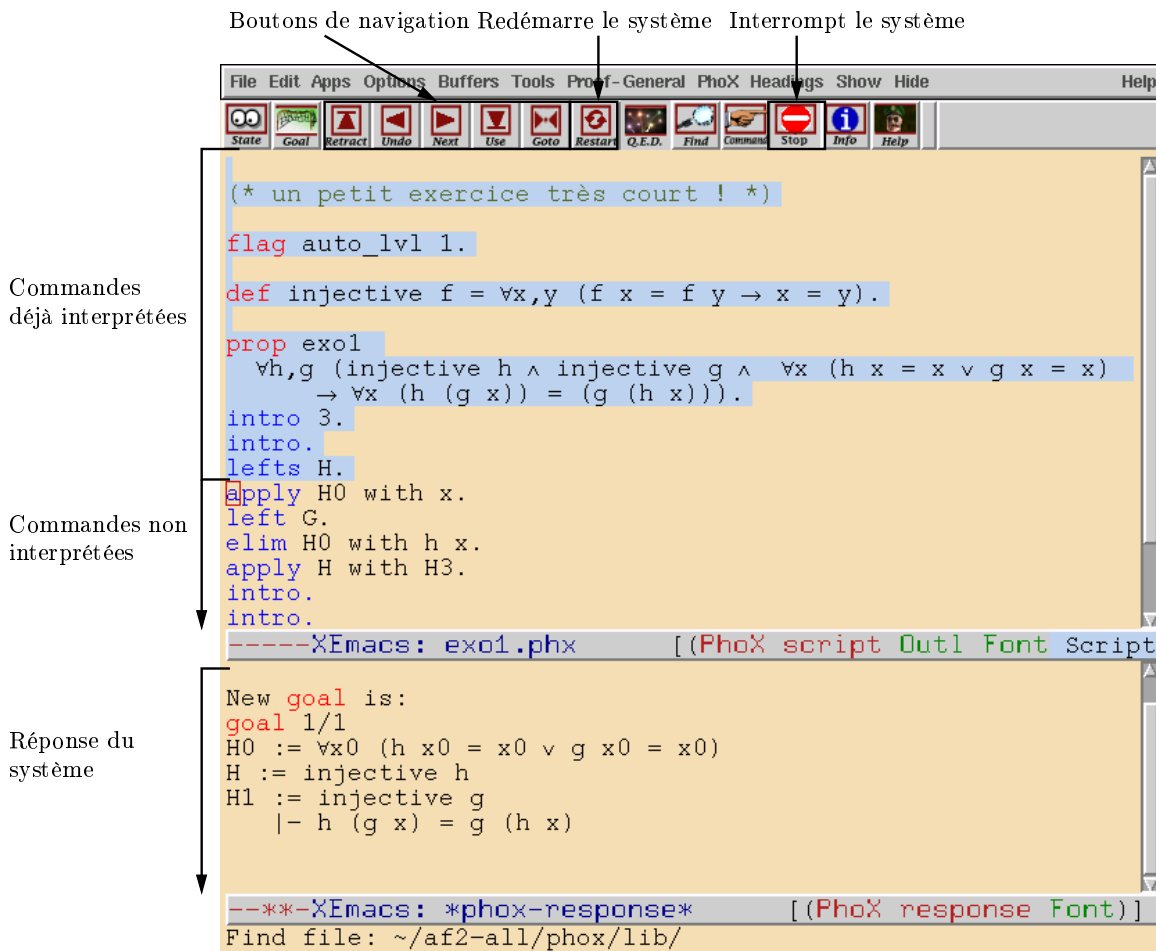 Boutons de navigation Redémarre le système Interrompt le système
File Edit Apps Options Buffers Tools Proof-General PhoX Headings Show Hide Help
State Goal Retract Undo Next Use Goto Restart Q.E.D. Find Command Stop Info Help
(* un petit exercice très court ! *)
flag auto_lvl 1.
def injective f = ∀x,y (f x = f y → x = y).
Commandes
déjà interprétées
prop exo1
∀h,g (injective h ∧ injective g ∧ ∀x (h x = x ∨ g x = x)
→ ∀x (h (g x)) = (g (h x))).
intro 3.
intro.
lefts H.
apply H0 with x.
left G.
elim H0 with h x.
apply H with H3.
intro.
intro.
Commandes non
interprétées
-----XEmacs: exo1.phx [(PhoX script Outl Font Script
New goal is:
goal 1/1
H0 := ∀x0 (h x0 = x0 ∨ g x0 = x0)
H := injective h
H1 := injective g
|- h (g x) = g (h x)
Réponse du
système
--**-XEmacs: *phox-response* [(PhoX response Font)]
Find file: ~/af2-all/phox/lib/